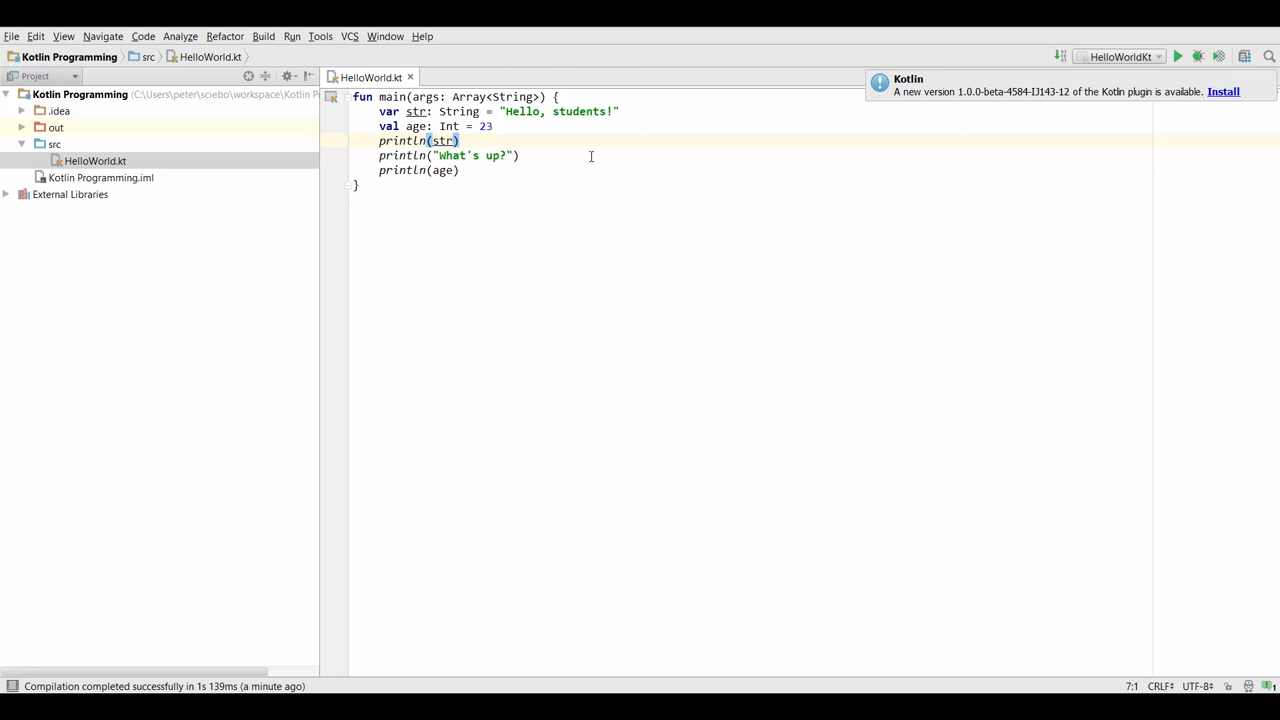 File Edit View Navigate Code Analyze Refactor Build Run Tools VCS Window Help
Kotlin Programming src HelloWorld.kt HelloWorldKt
Project HelloWorld.kt
Kotlin
A new version 1.0.0-beta-4584-IJ143-12 of the Kotlin plugin is available. Install
Kotlin Programming (C:\Users\peter\sciebo\workspace\Kotlin P
.idea
out
src
HelloWorld.kt
Kotlin Programming.iml
External Libraries
fun main(args: Array<String>) {
var str: String = "Hello, students!"
val age: Int = 23
println(str)
println("What's up?")
println(age)
}
Compilation completed successfully in 1s 139ms (a minute ago) 7:1 CRLF UTF-8 1